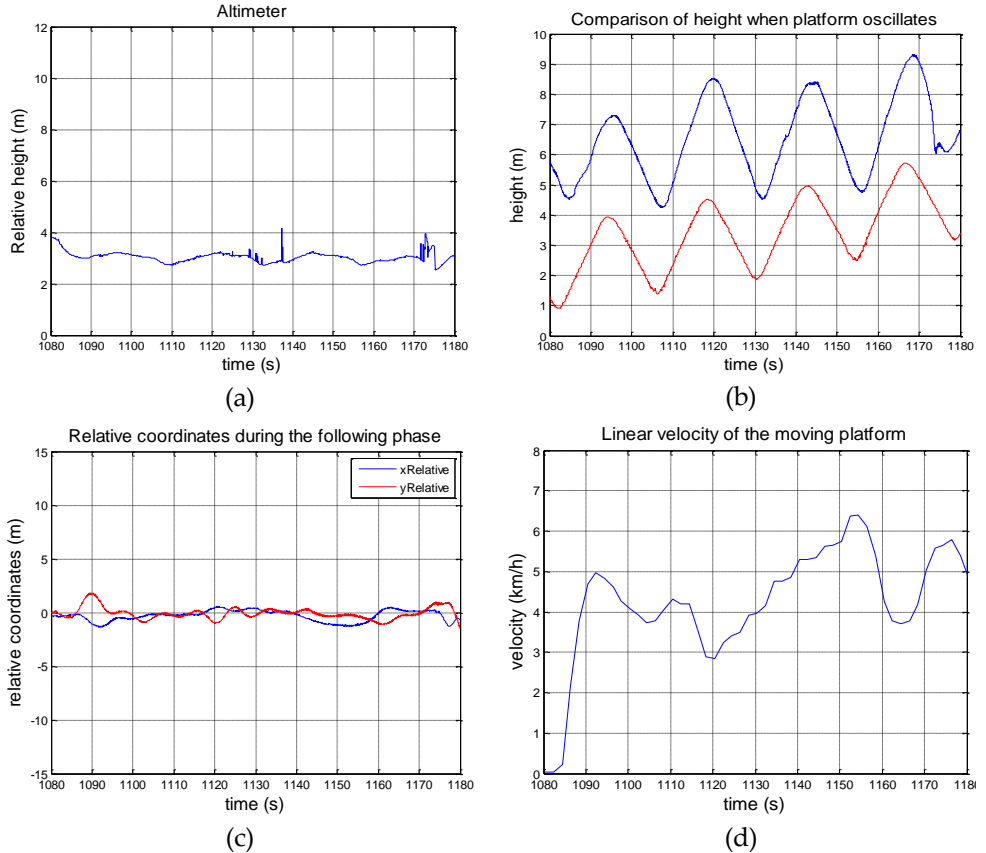 Altimeter
12
10
8
6
4
2
0
Relative height (m)
1080 1090 1100 1110 1120 1130 1140 1150 1160 1170 1180
time (s)
(a)
Comparison of height when platform oscillates
10
9
8
7
6
5
4
3
2
1
0
height (m)
1080 1090 1100 1110 1120 1130 1140 1150 1160 1170 1180
time (s)
(b)
Relative coordinates during the following phase
15
10
5
0
-5
-10
-15
relative coordinates (m)
xRelative
yRelative
1080 1090 1100 1110 1120 1130 1140 1150 1160 1170 1180
time (s)
(c)
Linear velocity of the moving platform
8
7
6
5
4
3
2
1
0
velocity (km/h)
1080 1090 1100 1110 1120 1130 1140 1150 1160 1170 118
time (s)
(d)